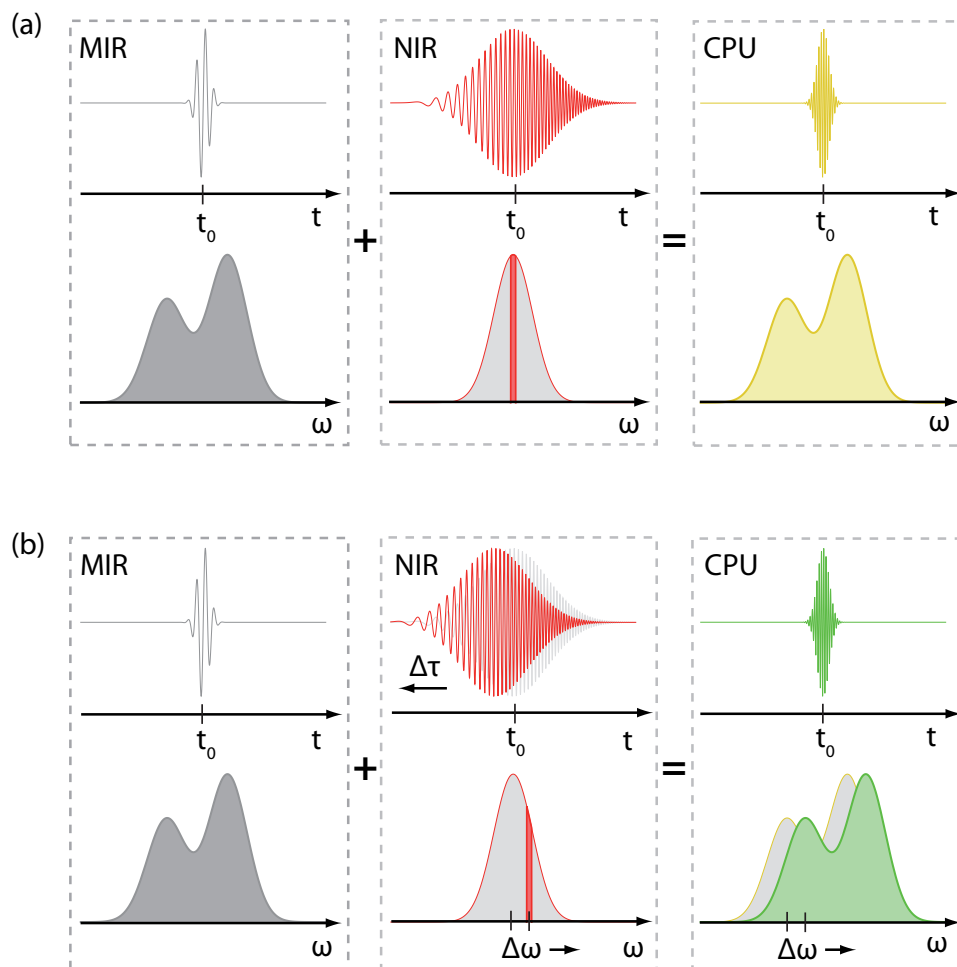 (a)
MIR NIR CPU
t₀ t t₀ t t₀ t
+ =
ω ω ω
(b)
MIR NIR CPU
Δτ
t₀ t t₀ t t₀ t
+ =
ω Δω → ω Δω → ω